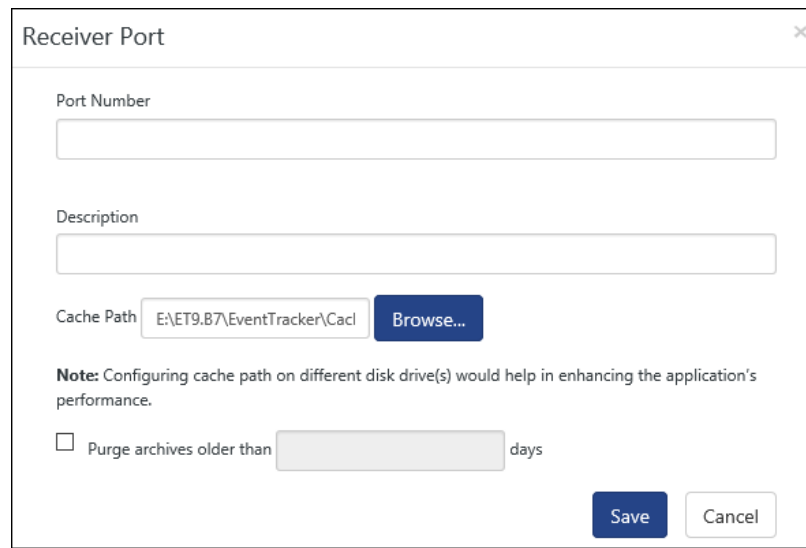 Receiver Port
×
Port Number
Description
Cache Path E:\ET9.B7\EventTracker\Cacl Browse...
Note: Configuring cache path on different disk drive(s) would help in enhancing the application's
performance.
Purge archives older than days
Save Cancel